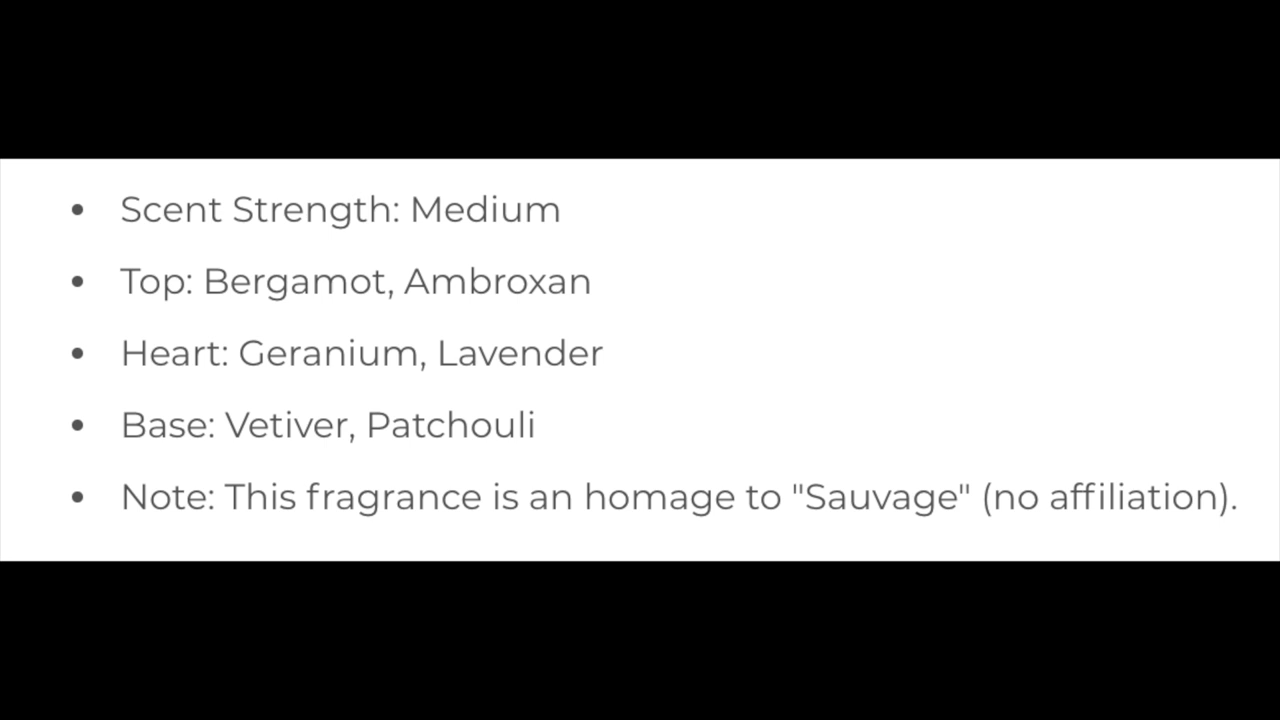 • Scent Strength: Medium
• Top: Bergamot, Ambroxan
• Heart: Geranium, Lavender
• Base: Vetiver, Patchouli
• Note: This fragrance is an homage to "Sauvage" (no affiliation).